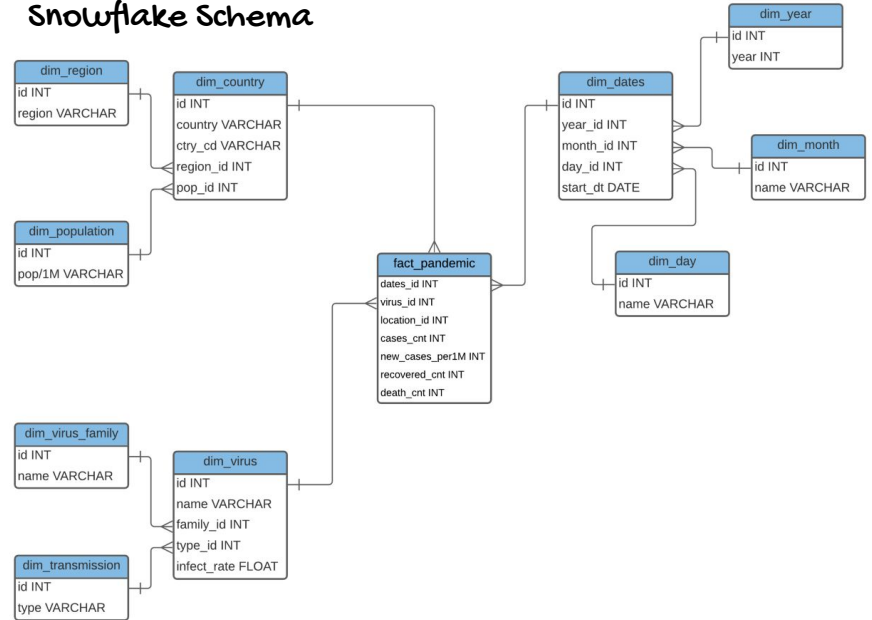 Snowflake Schema
dim_year
id INT
year INT
dim_region
id INT
region VARCHAR
dim_country
id INT
country VARCHAR
ctry_cd VARCHAR
region_id INT
pop_id INT
dim_dates
id INT
year_id INT
month_id INT
day_id INT
start_dt DATE
dim_month
id INT
name VARCHAR
dim_population
id INT
pop/1M VARCHAR
fact_pandemic
dates_id INT
virus_id INT
location_id INT
cases_cnt INT
new_cases_per1M INT
recovered_cnt INT
death_cnt INT
dim_day
id INT
name VARCHAR
dim_virus_family
id INT
name VARCHAR
dim_virus
id INT
name VARCHAR
family_id INT
type_id INT
infect_rate FLOAT
dim_transmission
id INT
type VARCHAR